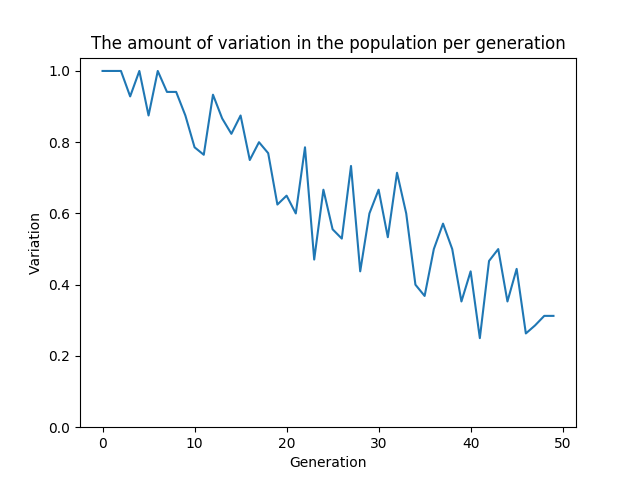 The amount of variation in the population per generation
1.0
0.8
0.6
0.4
0.2
0.0
Variation
0 10 20 30 40 50
Generation